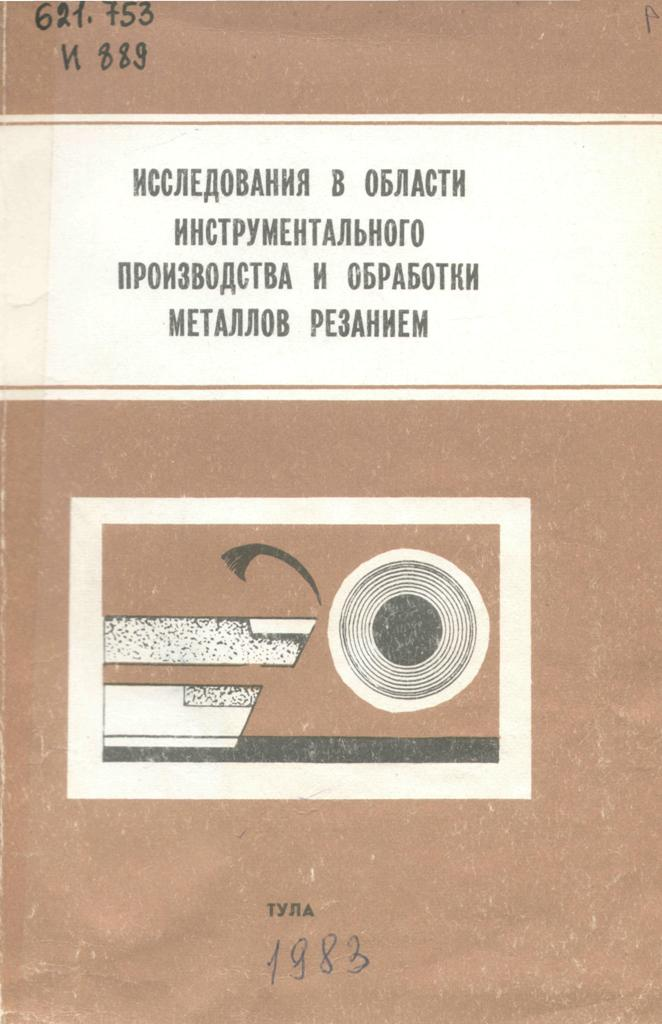 621.753
И 889
Р
ИССЛЕДОВАНИЯ В ОБЛАСТИ
ИНСТРУМЕНТАЛЬНОГО
ПРОИЗВОДСТВА И ОБРАБОТКИ
МЕТАЛЛОВ РЕЗАНИЕМ
ТУЛА
1983